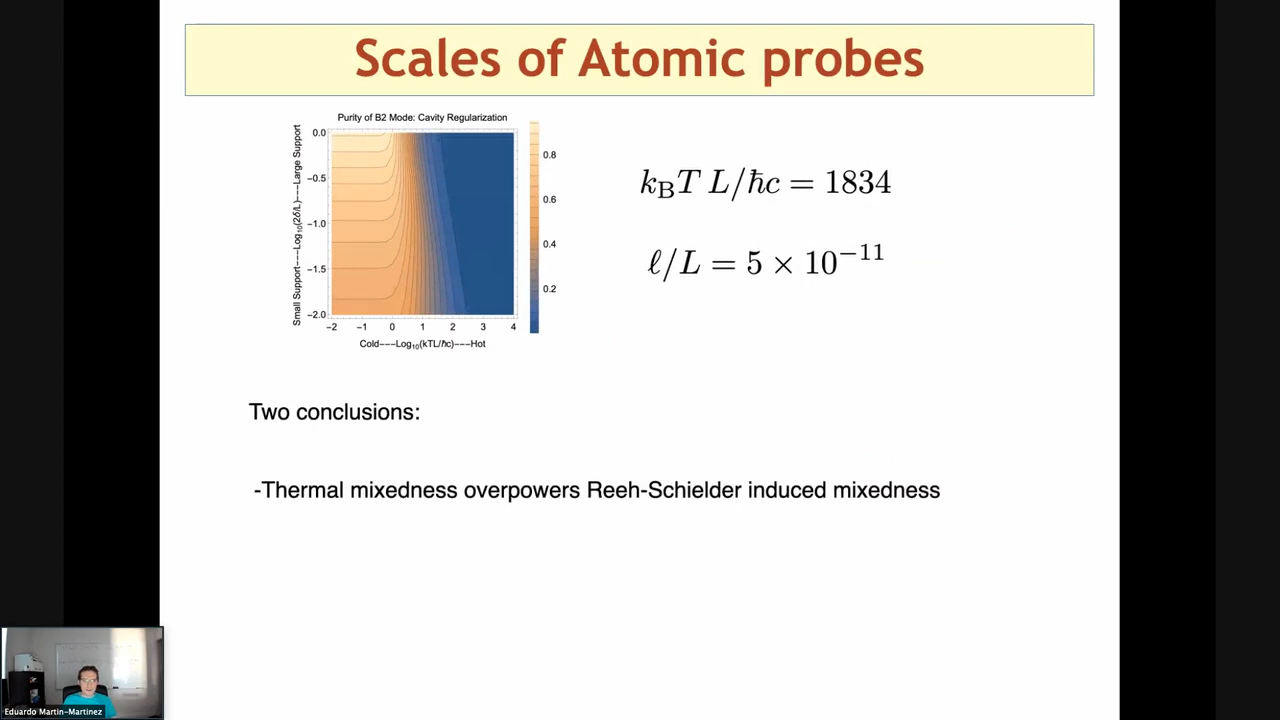 Scales of Atomic probes
Purity of B2 Mode: Cavity Regularization
Small Support---Log₁₀(2δ/L)---Large Support
0.0
−0.5
−1.0
−1.5
−2.0
−2 −1 0 1 2 3 4
Cold---Log₁₀(kTL/ℏc)---Hot
0.8
0.6
0.4
0.2
k_B T L/ℏc = 1834
ℓ/L = 5 × 10⁻¹¹
Two conclusions:
-Thermal mixedness overpowers Reeh-Schielder induced mixedness
Eduardo Martin-Martinez